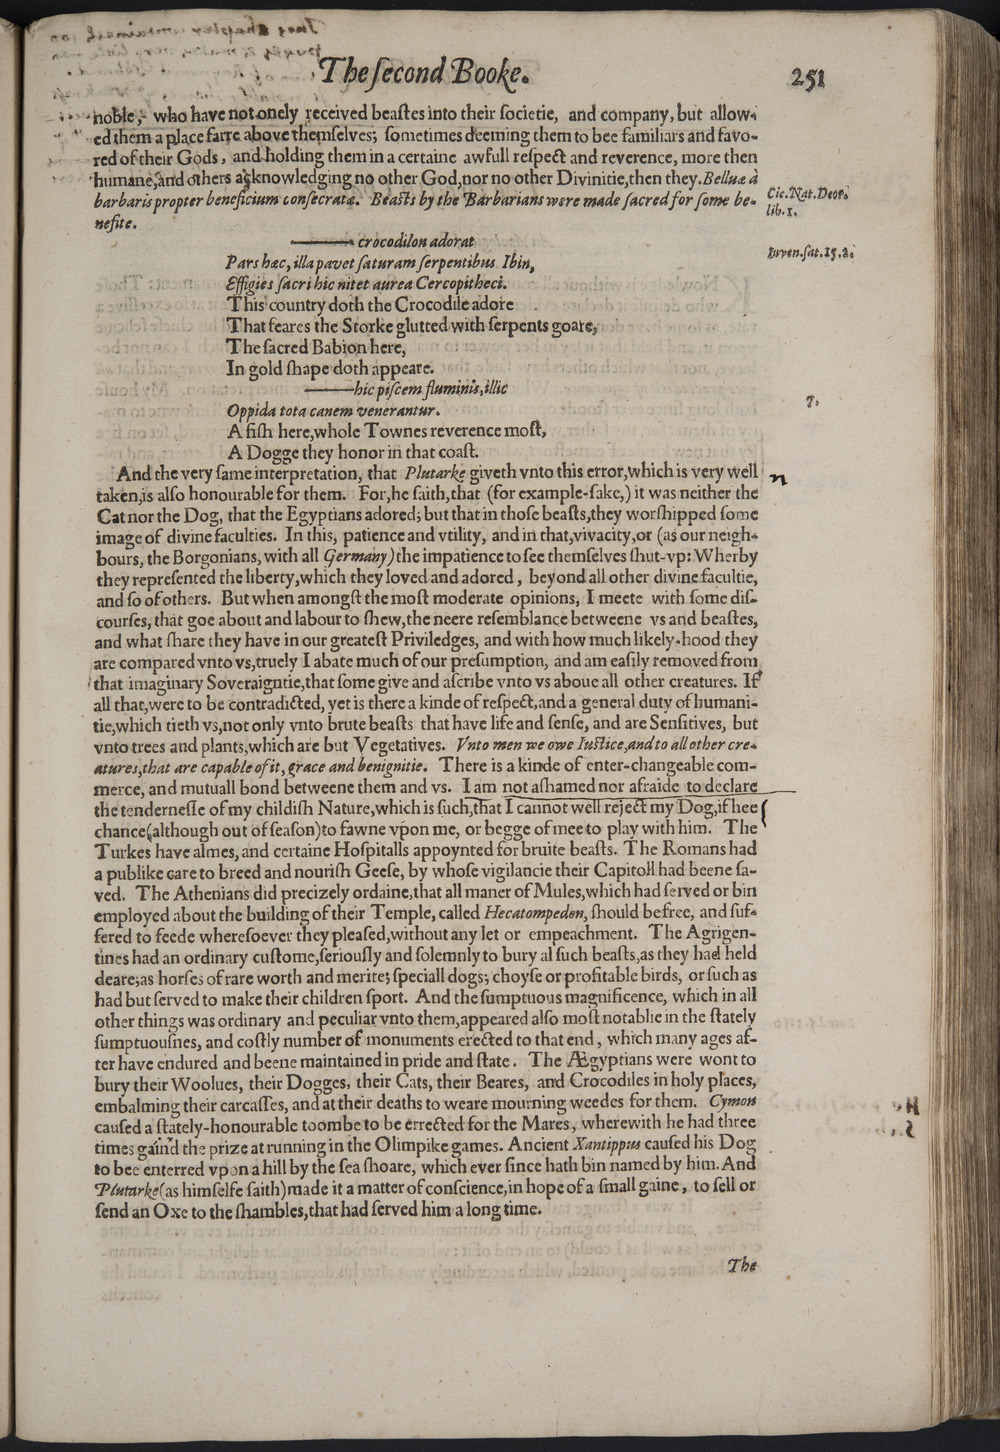 The ſecond Booke. 251
noble, who have not onely received beaſtes into their ſocietie, and company, but allow-
ed them a place farre above themſelves; ſometimes deeming them to bee familiars and favo-
red of their Gods, and holding them in a certaine awfull reſpect and reverence, more then
humane, and others acknowledging no other God, nor no other Divinitie, then they. Belluæ à
barbaris propter beneficium conſecratæ. Beaſts by the Barbarians were made ſacred for ſome be-
nefite.
Cic. Nat. Deor.
lib. 1.
crocodilon adorat
Iuven. ſat. 15. 2.
Pars hæc, illa pavet ſaturam ſerpentibus Ibin,
Effigies ſacri hic nitet aurea Cercopitheci.
This country doth the Crocodile adore
That feares the Storke glutted with ſerpents goare,
The ſacred Babion here,
In gold ſhape doth appeare.
hic piſcem fluminis, illic
7.
Oppida tota canem venerantur.
A fiſh here, whole Townes reverence moſt,
A Dogge they honor in that coaſt.
And the very ſame interpretation, that Plutarke giveth vnto this error, which is very well
taken, is alſo honourable for them. For, he ſaith, that (for example-ſake,) it was neither the
Cat nor the Dog, that the Egyptians adored; but that in thoſe beaſts, they worſhipped ſome
image of divine faculties. In this, patience and vtility, and in that, vivacity, or (as our neigh-
bours, the Borgonians, with all Germany) the impatience to ſee themſelves ſhut-vp: Wherby
they repreſented the liberty, which they loved and adored, beyond all other divine facultie,
and ſo of others. But when amongſt the moſt moderate opinions, I meete with ſome diſ-
courſes, that goe about and labour to ſhew, the neere reſemblance betweene vs and beaſtes,
and what ſhare they have in our greateſt Priviledges, and with how much likely-hood they
are compared vnto vs, truely I abate much of our preſumption, and am eaſily removed from
that imaginary Soveraigntie, that ſome give and aſcribe vnto vs aboue all other creatures. If
all that, were to be contradicted, yet is there a kinde of reſpect, and a general duty of humani-
tie, which tieth vs, not only vnto brute beaſts that have life and ſenſe, and are Senſitives, but
vnto trees and plants, which are but Vegetatives. Vnto men we owe Iuſtice, and to all other cre-
atures, that are capable of it, grace and benignitie. There is a kinde of enter-changeable com-
merce, and mutuall bond betweene them and vs. I am not aſhamed nor afraide to declare
the tenderneſſe of my childiſh Nature, which is ſuch, that I cannot well reject my Dog, if hee
chance (although out of ſeaſon) to fawne vpon me, or begge of mee to play with him. The
Turkes have almes, and certaine Hoſpitalls appoynted for bruite beaſts. The Romans had
a publike care to breed and nouriſh Geeſe, by whoſe vigilancie their Capitoll had beene ſa-
ved. The Athenians did precizely ordaine, that all maner of Mules, which had ſerved or bin
employed about the building of their Temple, called Hecatompedon, ſhould be free, and ſuf-
fered to feede whereſoever they pleaſed, without any let or empeachment. The Agrigen-
tines had an ordinary cuſtome, ſeriouſly and ſolemnly to bury al ſuch beaſts, as they had held
deare; as horſes of rare worth and merite; ſpeciall dogs; choyſe or profitable birds, or ſuch as
had but ſerved to make their children ſport. And the ſumptuous magnificence, which in all
other things was ordinary and peculiar vnto them, appeared alſo moſt notablie in the ſtately
ſumptuouſnes, and coſtly number of monuments erected to that end, which many ages af-
ter have endured and beene maintained in pride and ſtate. The Ægyptians were wont to
bury their Woolues, their Dogges, their Cats, their Beares, and Crocodiles in holy places,
embalming their carcaſſes, and at their deaths to weare mourning weedes for them. Cymon
cauſed a ſtately-honourable toombe to be errected for the Mares, wherewith he had three
times gain'd the prize at running in the Olimpike games. Ancient Xantippus cauſed his Dog
to bee enterred vpon a hill by the ſea ſhoare, which ever ſince hath bin named by him. And
Plutarke (as himſelfe ſaith) made it a matter of conſcience, in hope of a ſmall gaine, to ſell or
ſend an Oxe to the ſhambles, that had ſerved him a long time.
The